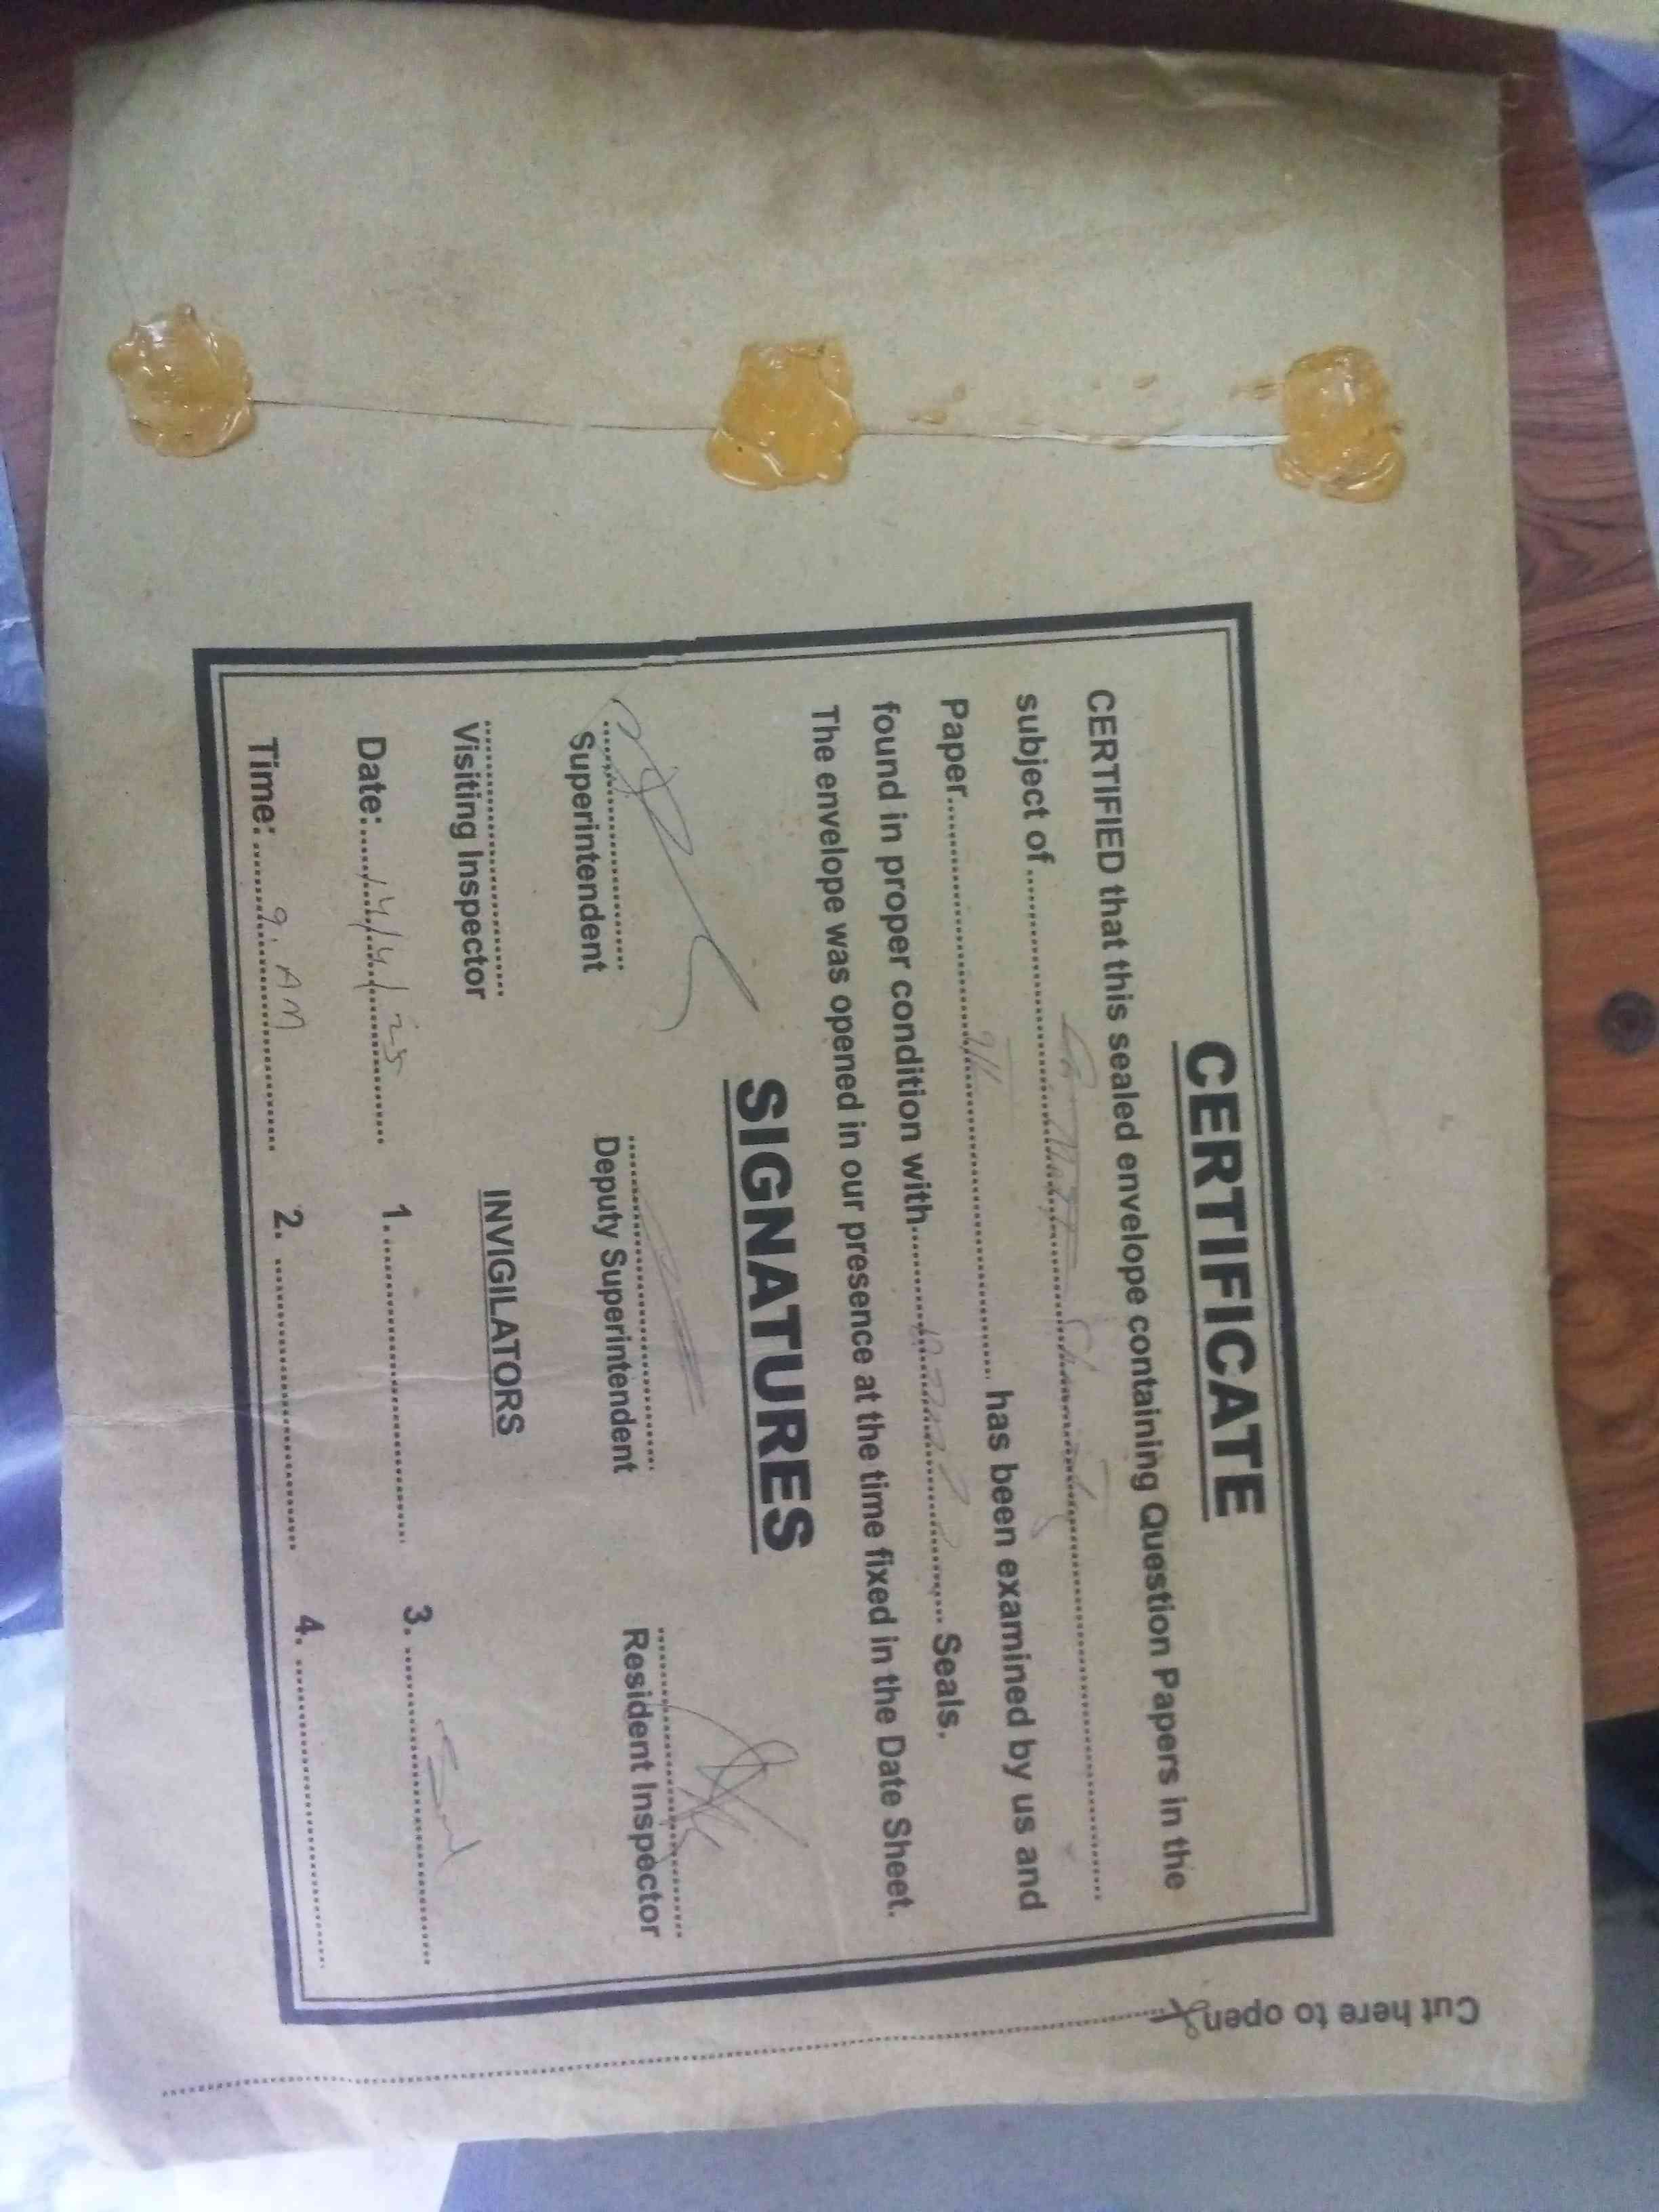 CERTIFICATE
CERTIFIED that this sealed envelope containing Question Papers in the
subject of
Paper has been examined by us and
found in proper condition with Seals.
The envelope was opened in our presence at the time fixed in the Date Sheet.
SIGNATURES
Superintendent Deputy Superintendent Resident Inspector
Visiting Inspector INVIGILATORS
Date: 1. 3.
Time: 9. AM 2. 4.
Cut here to open